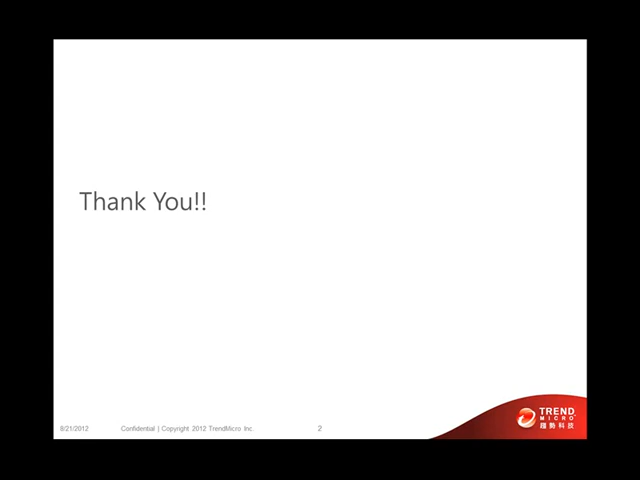 Thank You!!
8/21/2012 Confidential | Copyright 2012 TrendMicro Inc. 2
TREND
MICRO
趨勢科技